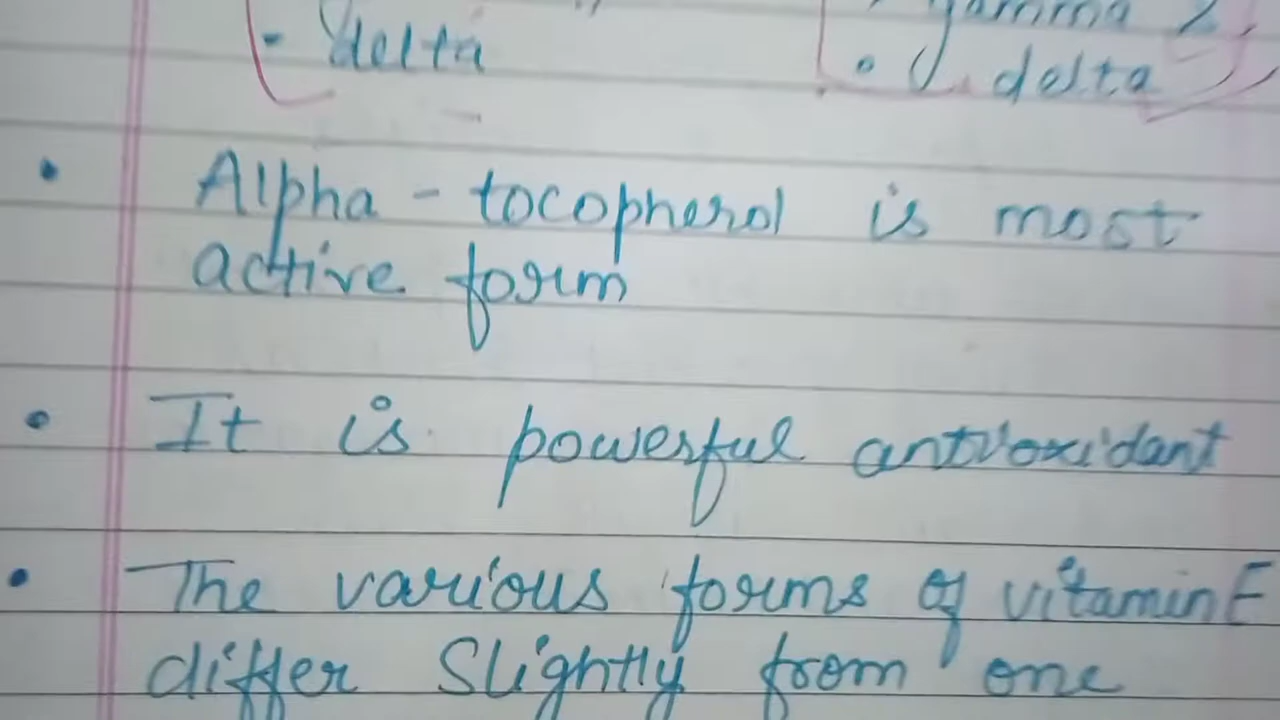 gamma
• delta
• delta
• Alpha - tocopherol is most
active form
• It is powerful antioxidant
• The various forms of vitamin E
differ slightly from one